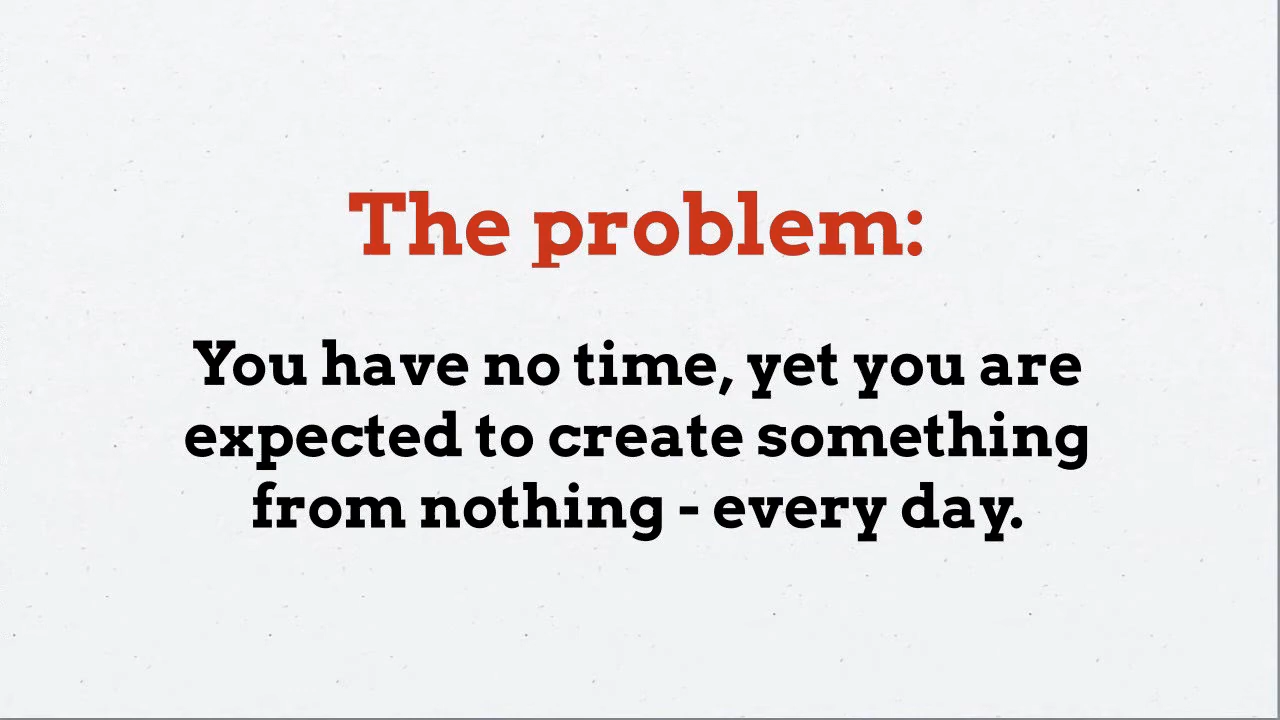 The problem:
You have no time, yet you are
expected to create something
from nothing - every day.